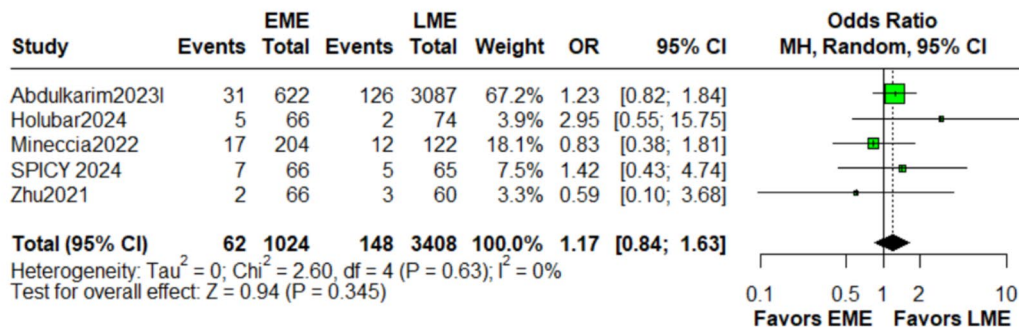 EME LME Odds Ratio
Study Events Total Events Total Weight OR 95% CI MH, Random, 95% CI
Abdulkarim2023I 31 622 126 3087 67.2% 1.23 [0.82; 1.84]
Holubar2024 5 66 2 74 3.9% 2.95 [0.55; 15.75]
Mineccia2022 17 204 12 122 18.1% 0.83 [0.38; 1.81]
SPICY 2024 7 66 5 65 7.5% 1.42 [0.43; 4.74]
Zhu2021 2 66 3 60 3.3% 0.59 [0.10; 3.68]
Total (95% CI) 62 1024 148 3408 100.0% 1.17 [0.84; 1.63]
Heterogeneity: Tau² = 0; Chi² = 2.60, df = 4 (P = 0.63); I² = 0%
Test for overall effect: Z = 0.94 (P = 0.345)
0.1 0.5 1 2 10
Favors EME Favors LME